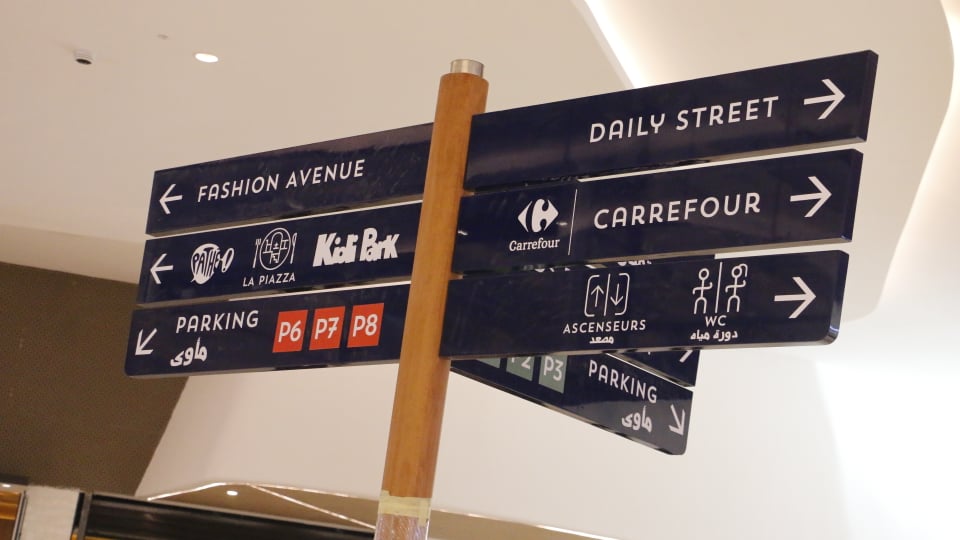 FASHION AVENUE
PATHÉ
LA PIAZZA
Kidi Park
PARKING
مأوى
P6 P7 P8
DAILY STREET
Carrefour
CARREFOUR
ASCENSEURS
مصعد
WC
دورة مياه
P3
PARKING
مأوى